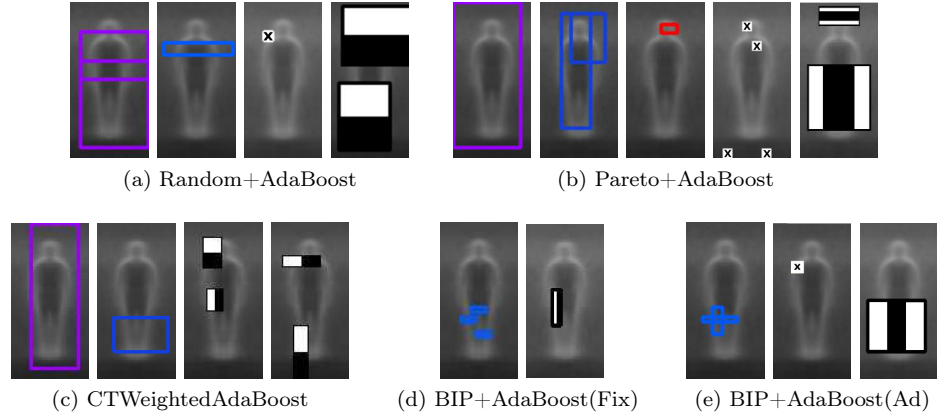 x
x
x
x x
(a) Random+AdaBoost
(b) Pareto+AdaBoost
x
(c) CTWeightedAdaBoost
(d) BIP+AdaBoost(Fix)
(e) BIP+AdaBoost(Ad)